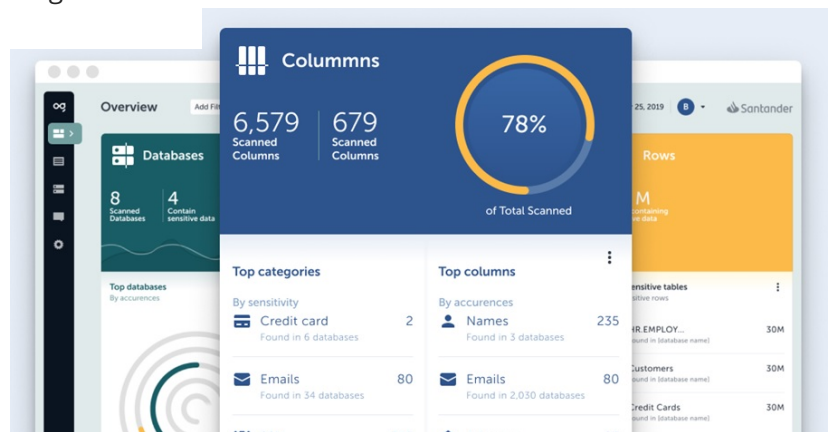 Overview
Add Fil
25, 2019
B
Santander
Databases
8
Scanned
Databases
4
Contain
sensitive data
Top databases
By accurences
Colummns
6,579
Scanned
Columns
679
Scanned
Columns
78%
of Total Scanned
Top categories
By sensitivity
Credit card
2
Found in 6 databases
Emails
80
Found in 34 databases
Top columns
By accurences
Names
235
Found in 3 databases
Emails
80
Found in 2,030 databases
Rows
M
containing
ve data
ensitive tables
sitive rows
HR.EMPLOY...
30M
ound in [database name]
Customers
30M
Found in [database name]
Credit Cards
30M
ound in [database name]